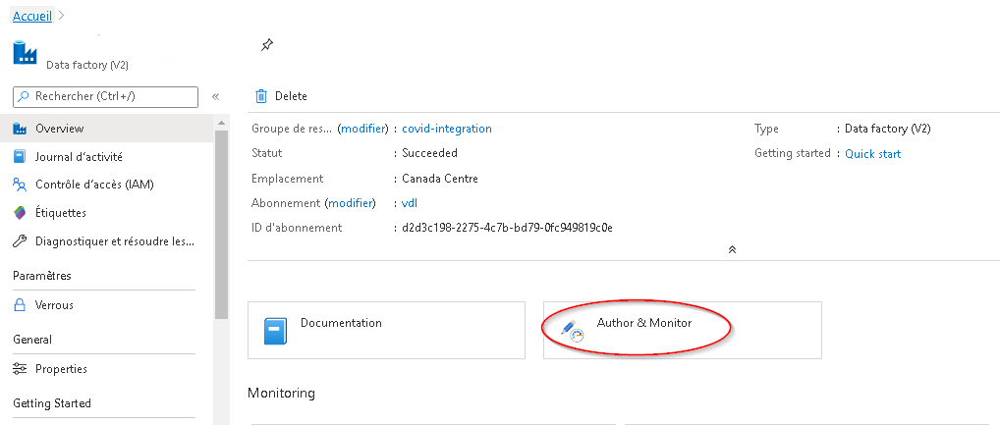 Accueil
Data factory (V2)
Rechercher (Ctrl+/)
«
Overview
Journal d'activité
Contrôle d'accès (IAM)
Étiquettes
Diagnostiquer et résoudre les...
Paramètres
Verrous
General
Properties
Getting Started
Delete
Groupe de res... (modifier) : covid-integration
Statut : Succeeded
Emplacement : Canada Centre
Abonnement (modifier) : vdl
ID d'abonnement : d2d3c198-2275-4c7b-bd79-0fc949819c0e
Type : Data factory (V2)
Getting started : Quick start
Documentation
Author & Monitor
Monitoring